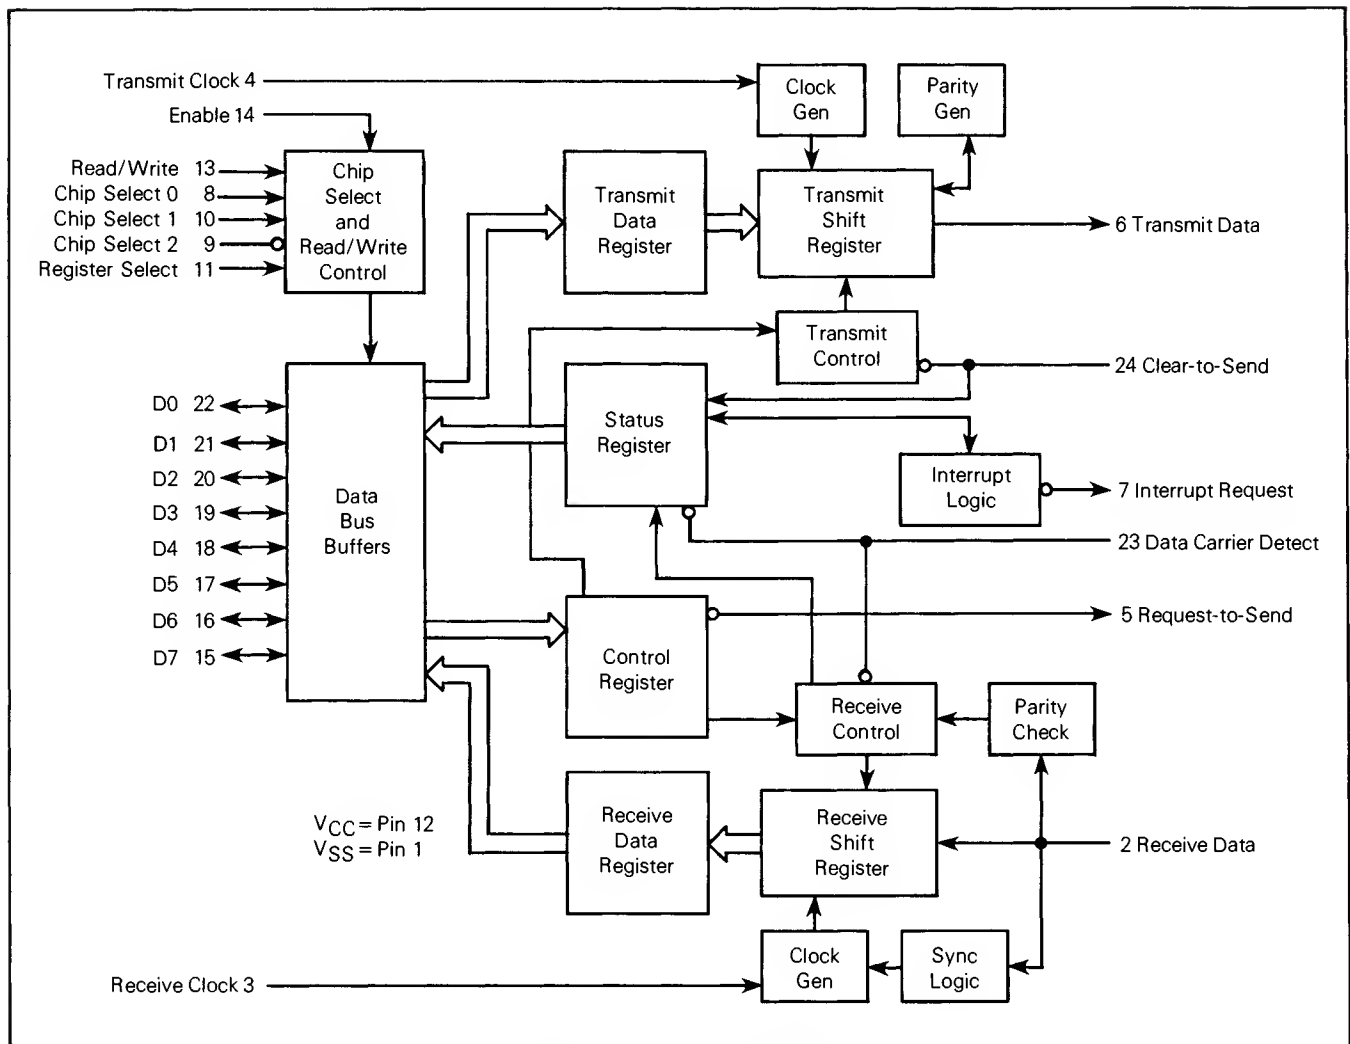 Transmit Clock 4
Enable 14
Read/Write 13
Chip Select 0 8
Chip Select 1 10
Chip Select 2 9
Register Select 11
Chip
Select
and
Read/Write
Control
Transmit
Data
Register
Clock
Gen
Parity
Gen
Transmit
Shift
Register
6 Transmit Data
Transmit
Control
24 Clear-to-Send
D0 22
D1 21
D2 20
D3 19
D4 18
D5 17
D6 16
D7 15
Data
Bus
Buffers
Status
Register
Interrupt
Logic
7 Interrupt Request
23 Data Carrier Detect
5 Request-to-Send
Control
Register
Receive
Control
Parity
Check
VCC = Pin 12
VSS = Pin 1
Receive
Data
Register
Receive
Shift
Register
2 Receive Data
Receive Clock 3
Clock
Gen
Sync
Logic